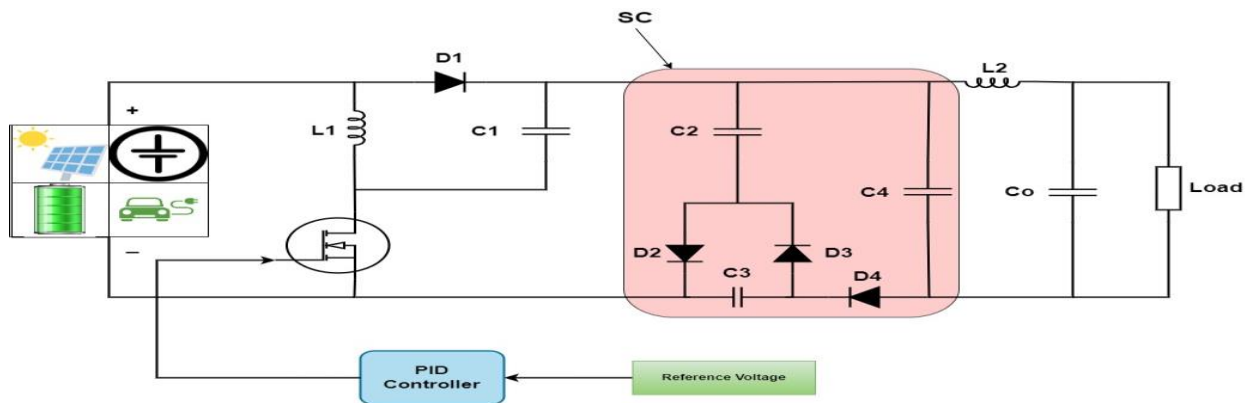 SC
D1
L2
+
L1
C1
C2
C4
Co
Load
D2
D3
C3
D4
–
PID
Controller
Reference Voltage